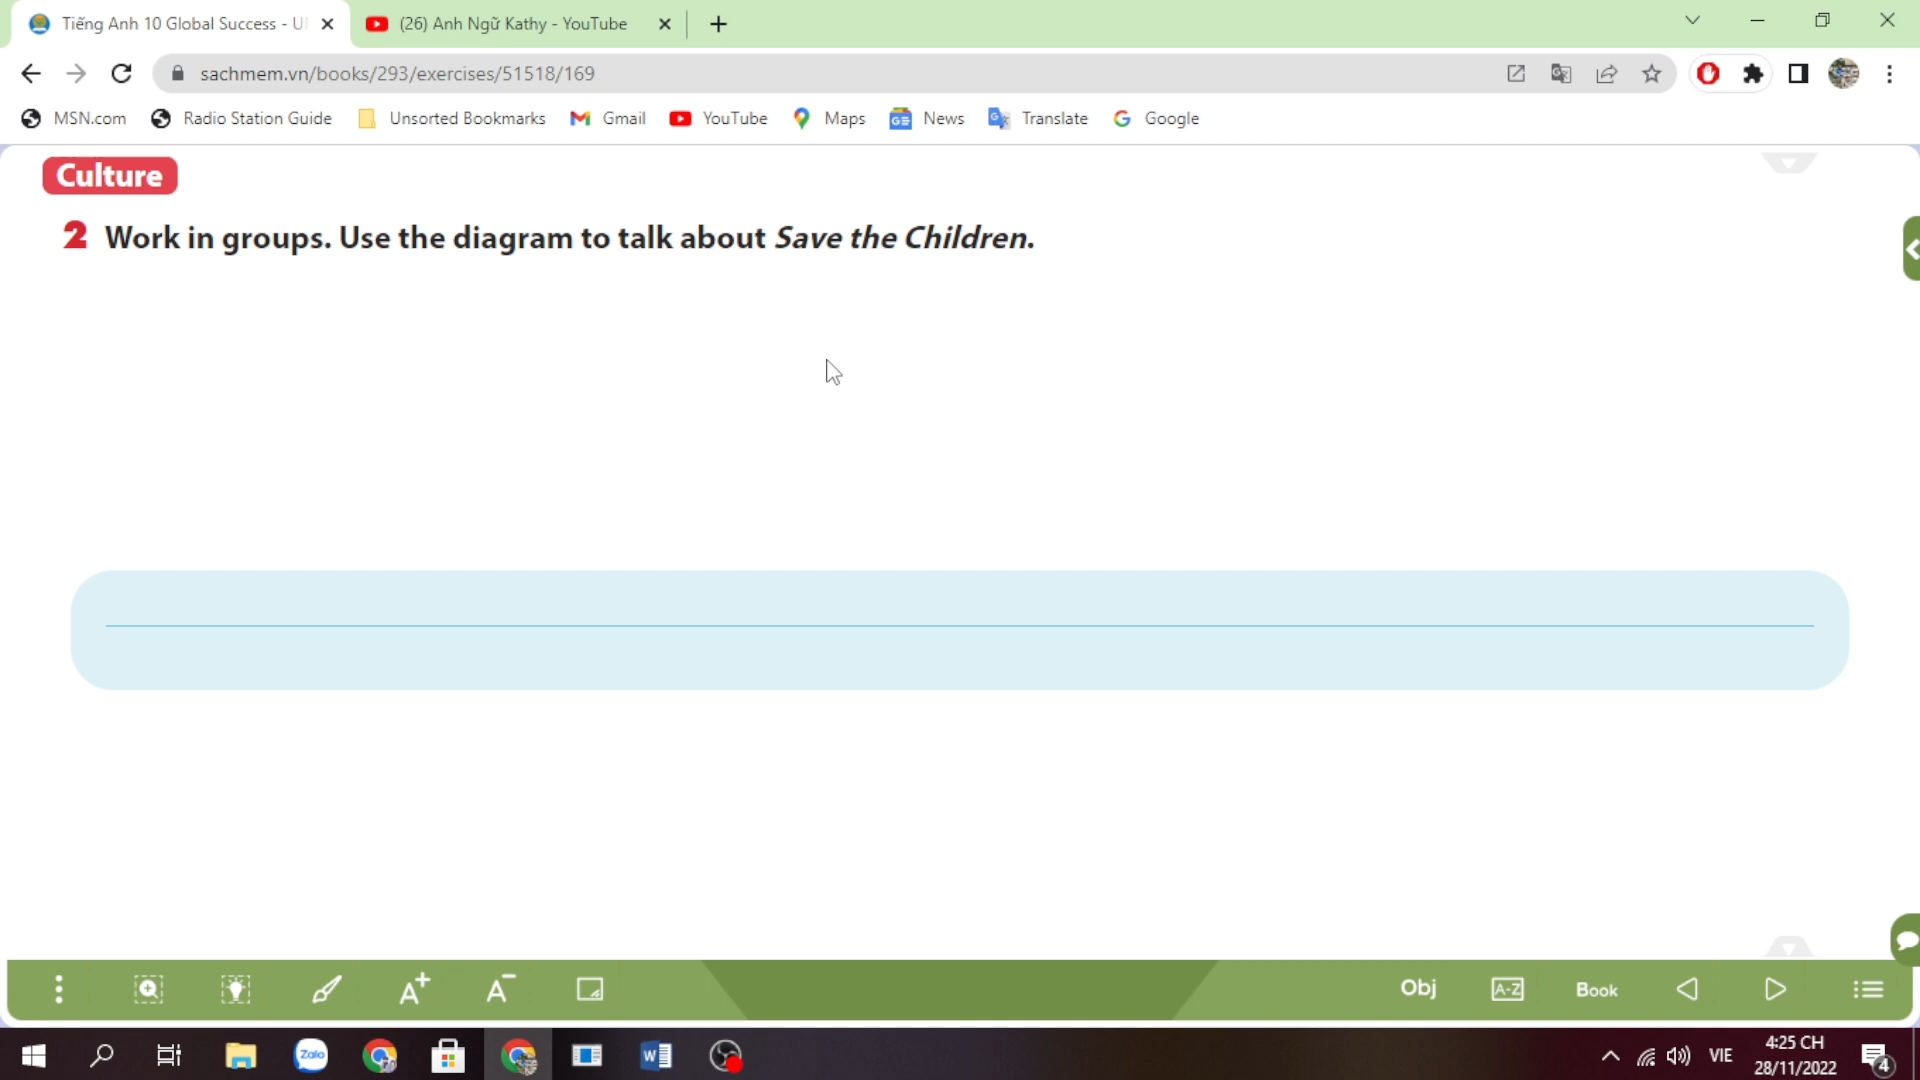 Tiếng Anh 10 Global Success - U
(26) Anh Ngữ Kathy - YouTube
sachmem.vn/books/293/exercises/51518/169
MSN.com
Radio Station Guide
Unsorted Bookmarks
Gmail
YouTube
Maps
News
Translate
Google
Culture
2 Work in groups. Use the diagram to talk about Save the Children.
A+
A-
Obj
A-Z
Book
Zalo
VIE
4:25 CH
28/11/2022
4